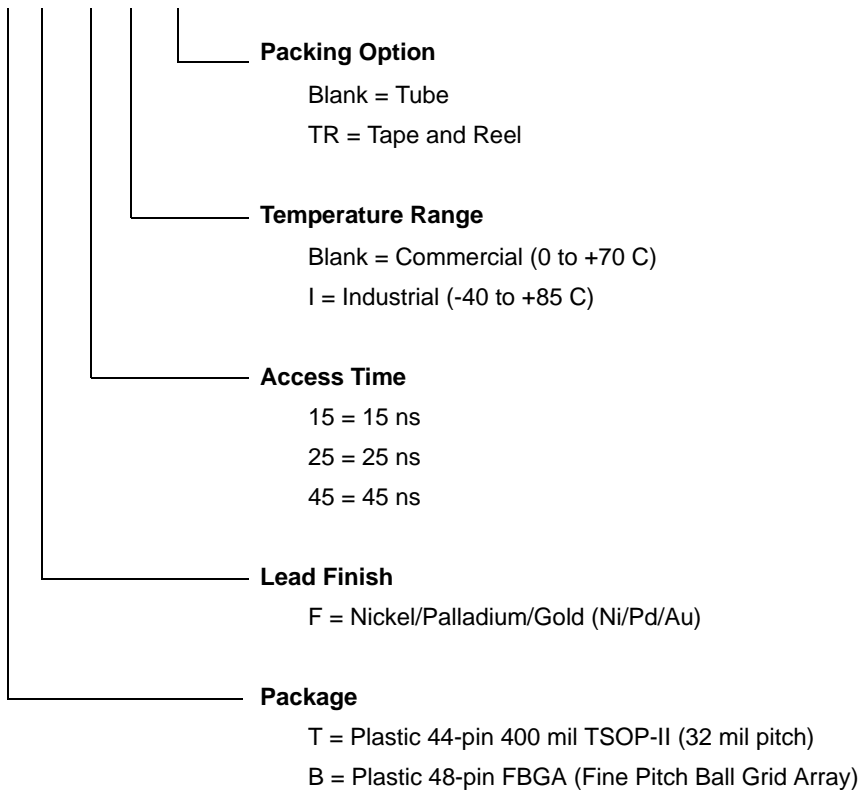 Packing Option
Blank = Tube
TR = Tape and Reel
Temperature Range
Blank = Commercial (0 to +70 C)
I = Industrial (-40 to +85 C)
Access Time
15 = 15 ns
25 = 25 ns
45 = 45 ns
Lead Finish
F = Nickel/Palladium/Gold (Ni/Pd/Au)
Package
T = Plastic 44-pin 400 mil TSOP-II (32 mil pitch)
B = Plastic 48-pin FBGA (Fine Pitch Ball Grid Array)